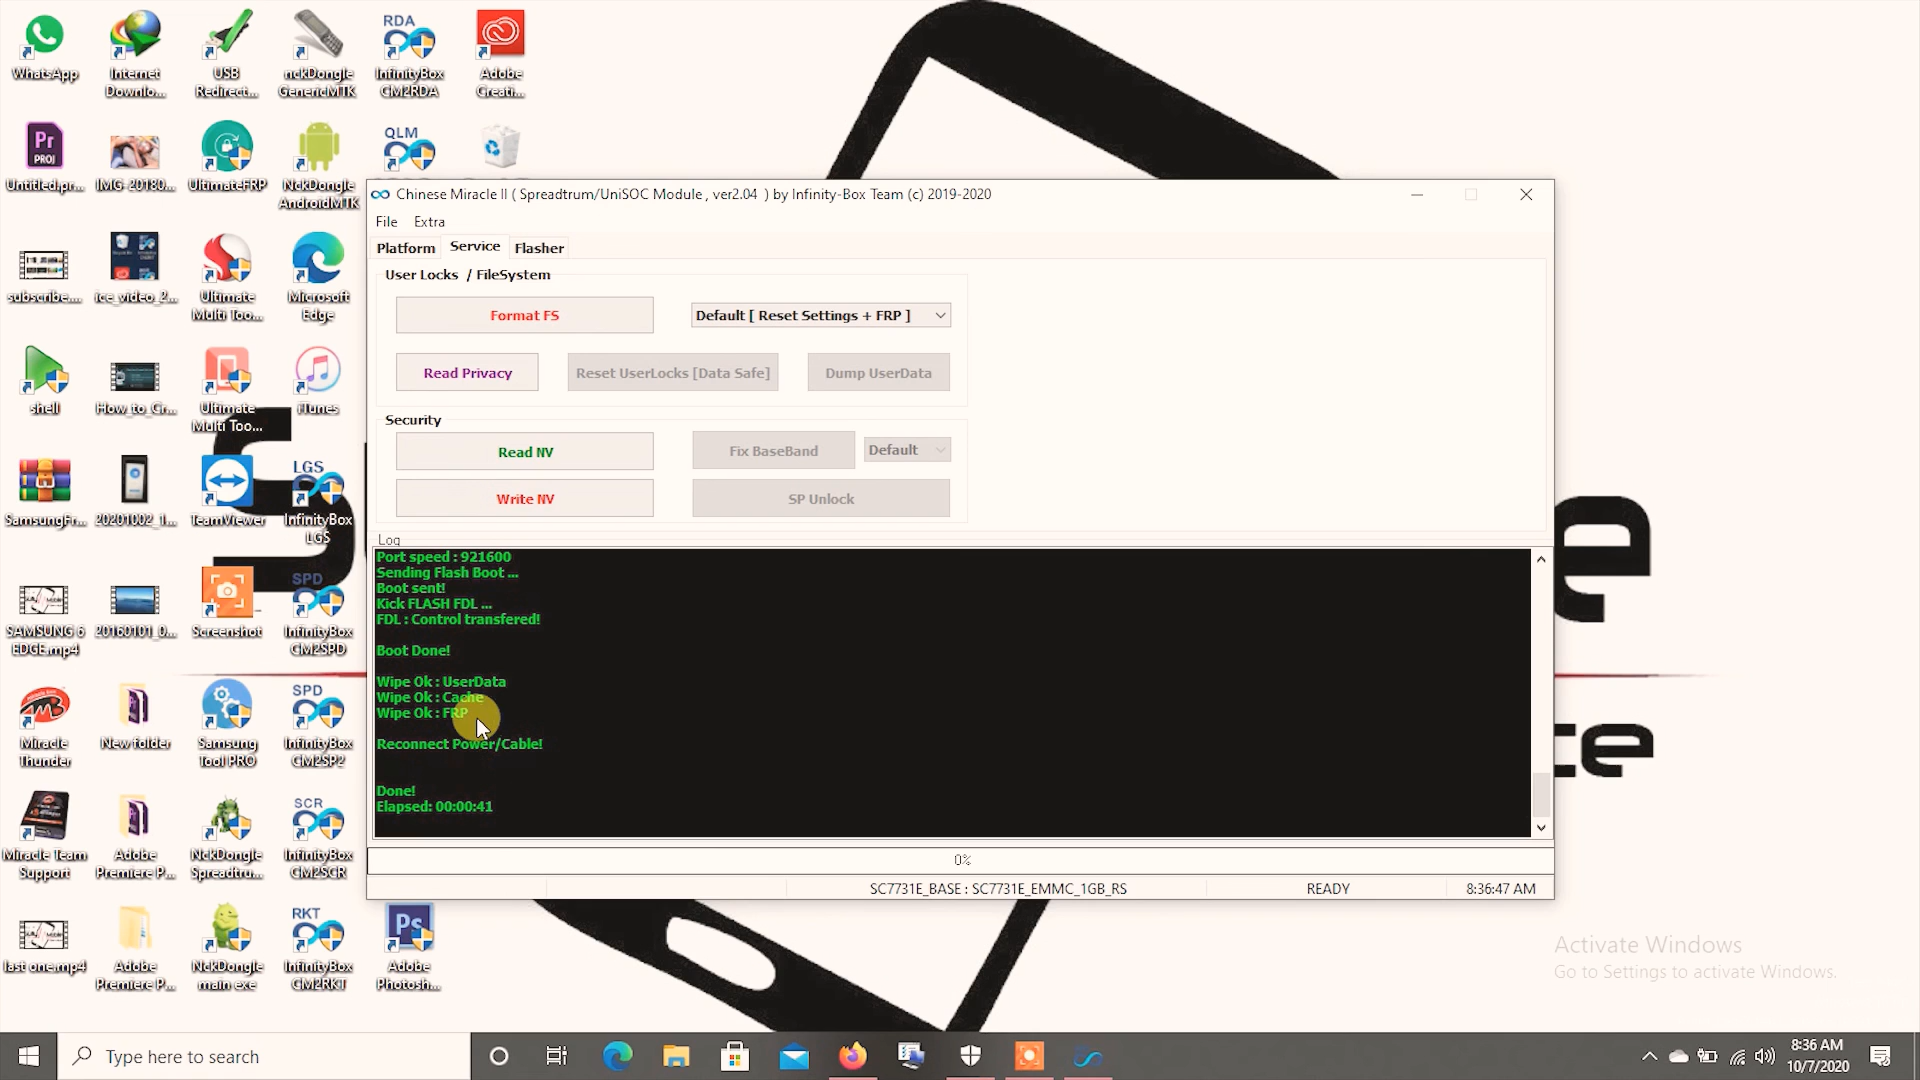 WhatsApp
Internet
Downlo...
USB
Redirect...
nckDongle
GenericMTK
RDA
InfinityBox
CM2RDA
Adobe
Creati...
Pr
PROJ
Untitled.pr...
IMG-20180...
UltimateFRP
NckDongle
AndroidMTK
QLM
subscribe....
ice_video_2...
Ultimate
Multi Too...
Microsoft
Edge
shell
How_to_Cr...
Ultimate
Multi Too...
iTunes
SamsungFr...
20201002_1...
TeamViewer
LGS
InfinityBox
LGS
SAMSUNG 6
EDGE.mp4
20160101_0...
Screenshot
SPD
InfinityBox
CM2SPD
Miracle
Thunder
New folder
Samsung
Tool PRO
SPD
InfinityBox
CM2SP2
Miracle Team
Support
Adobe
Premiere P...
NckDongle
Spreadtru...
SCR
InfinityBox
CM2SCR
last one.mp4
Adobe
Premiere P...
NckDongle
main exe
RKT
InfinityBox
CM2RKT
Ps
Adobe
Photosh...
Chinese Miracle II ( Spreadtrum/UniSOC Module , ver2.04 ) by Infinity-Box Team (c) 2019-2020
File Extra
Platform Service Flasher
User Locks / FileSystem
Format FS
Default [ Reset Settings + FRP ]
Read Privacy
Reset UserLocks [Data Safe]
Dump UserData
Security
Read NV
Fix BaseBand
Default
Write NV
SP Unlock
Log
Port speed : 921600
Sending Flash Boot ...
Boot sent!
Kick FLASH FDL ...
FDL : Control transfered!
Boot Done!
Wipe Ok : UserData
Wipe Ok : Cache
Wipe Ok : FRP
Reconnect Power/Cable!
Done!
Elapsed: 00:00:41
0%
SC7731E_BASE : SC7731E_EMMC_1GB_RS
READY
8:36:47 AM
Activate Windows
Go to Settings to activate Windows.
Type here to search
8:36 AM
10/7/2020